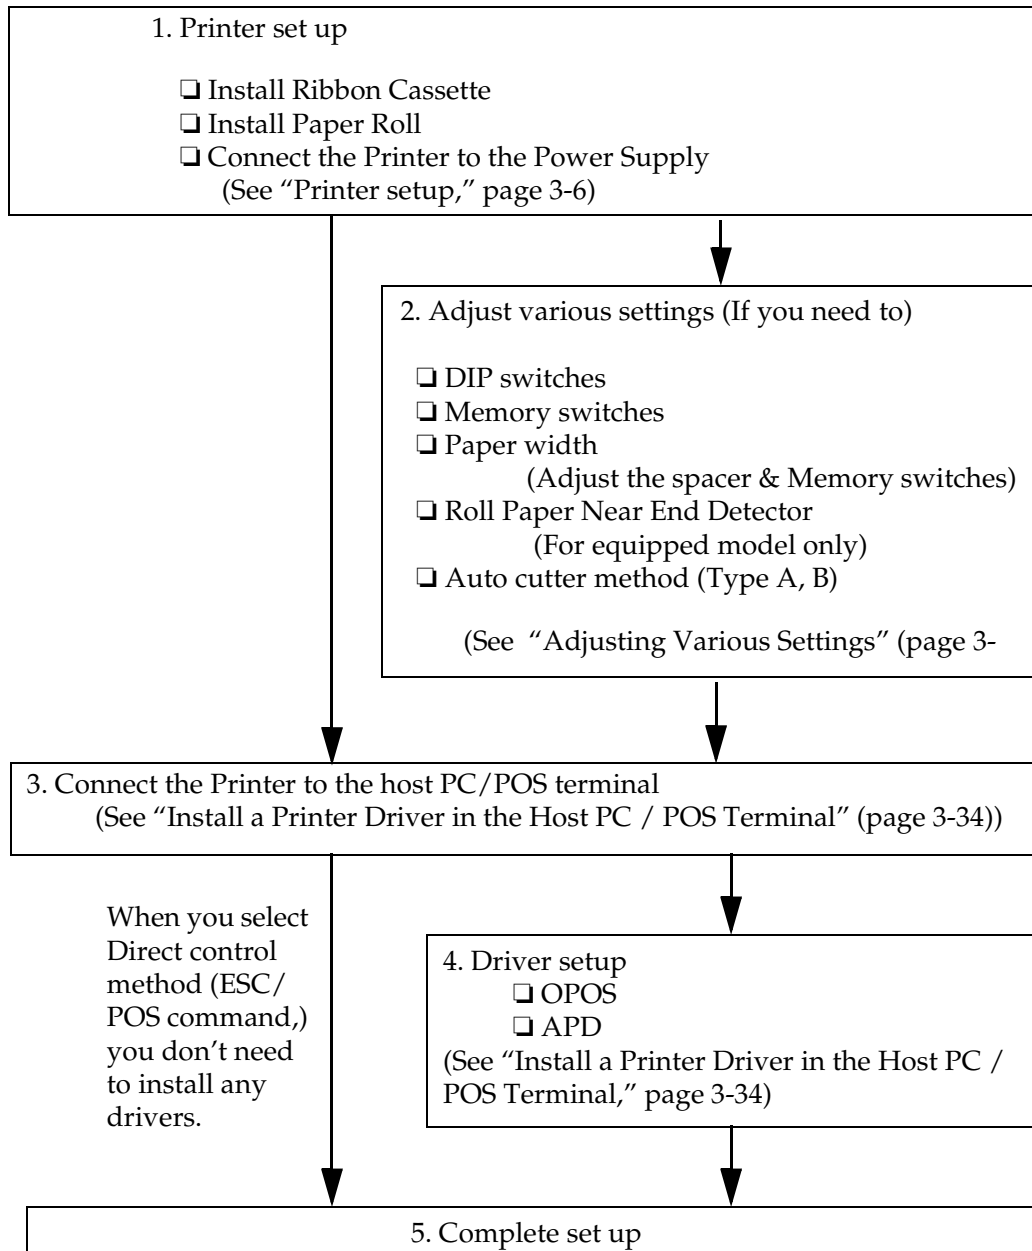 1. Printer set up
❏ Install Ribbon Cassette
❏ Install Paper Roll
❏ Connect the Printer to the Power Supply
(See “Printer setup,” page 3-6)
2. Adjust various settings (If you need to)
❏ DIP switches
❏ Memory switches
❏ Paper width
(Adjust the spacer & Memory switches)
❏ Roll Paper Near End Detector
(For equipped model only)
❏ Auto cutter method (Type A, B)
(See “Adjusting Various Settings” (page 3-
3. Connect the Printer to the host PC/POS terminal
(See “Install a Printer Driver in the Host PC / POS Terminal” (page 3-34))
When you select
Direct control
method (ESC/
POS command,)
you don’t need
to install any
drivers.
4. Driver setup
❏ OPOS
❏ APD
(See “Install a Printer Driver in the Host PC /
POS Terminal,” page 3-34)
5. Complete set up